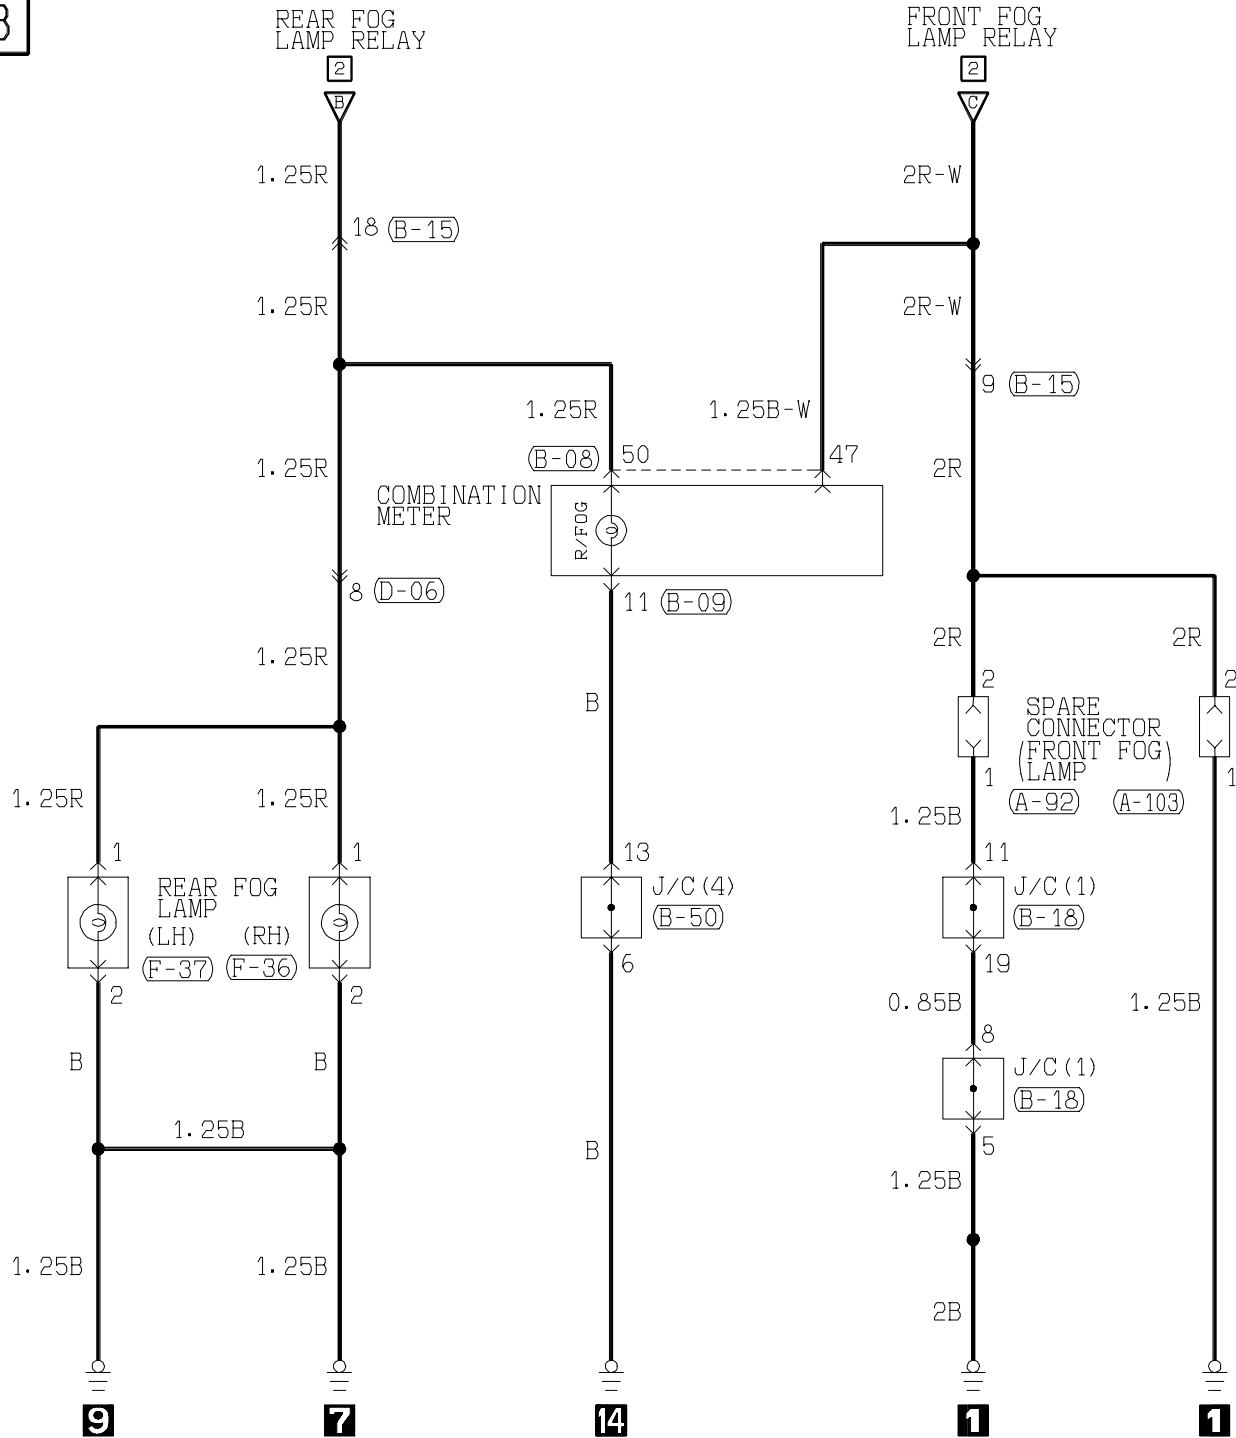 8
REAR FOG
LAMP RELAY
2
B
FRONT FOG
LAMP RELAY
2
C
1.25R
2R-W
18 (B-15)
1.25R
2R-W
9 (B-15)
1.25R
1.25B-W
(B-08) 50
47
1.25R
2R
COMBINATION
METER
R/FOG
8 (D-06)
11 (B-09)
1.25R
2R
2R
B
2
2
SPARE
CONNECTOR
(FRONT FOG)
LAMP
1
1
(A-92)
(A-103)
1.25R
1.25R
1.25B
1
1
13
11
REAR FOG
LAMP
(LH)
(RH)
(F-37)
(F-36)
J/C(4)
(B-50)
J/C(1)
(B-18)
2
2
6
19
0.85B
1.25B
8
B
B
J/C(1)
(B-18)
1.25B
B
5
1.25B
1.25B
1.25B
2B
9
7
14
1
1